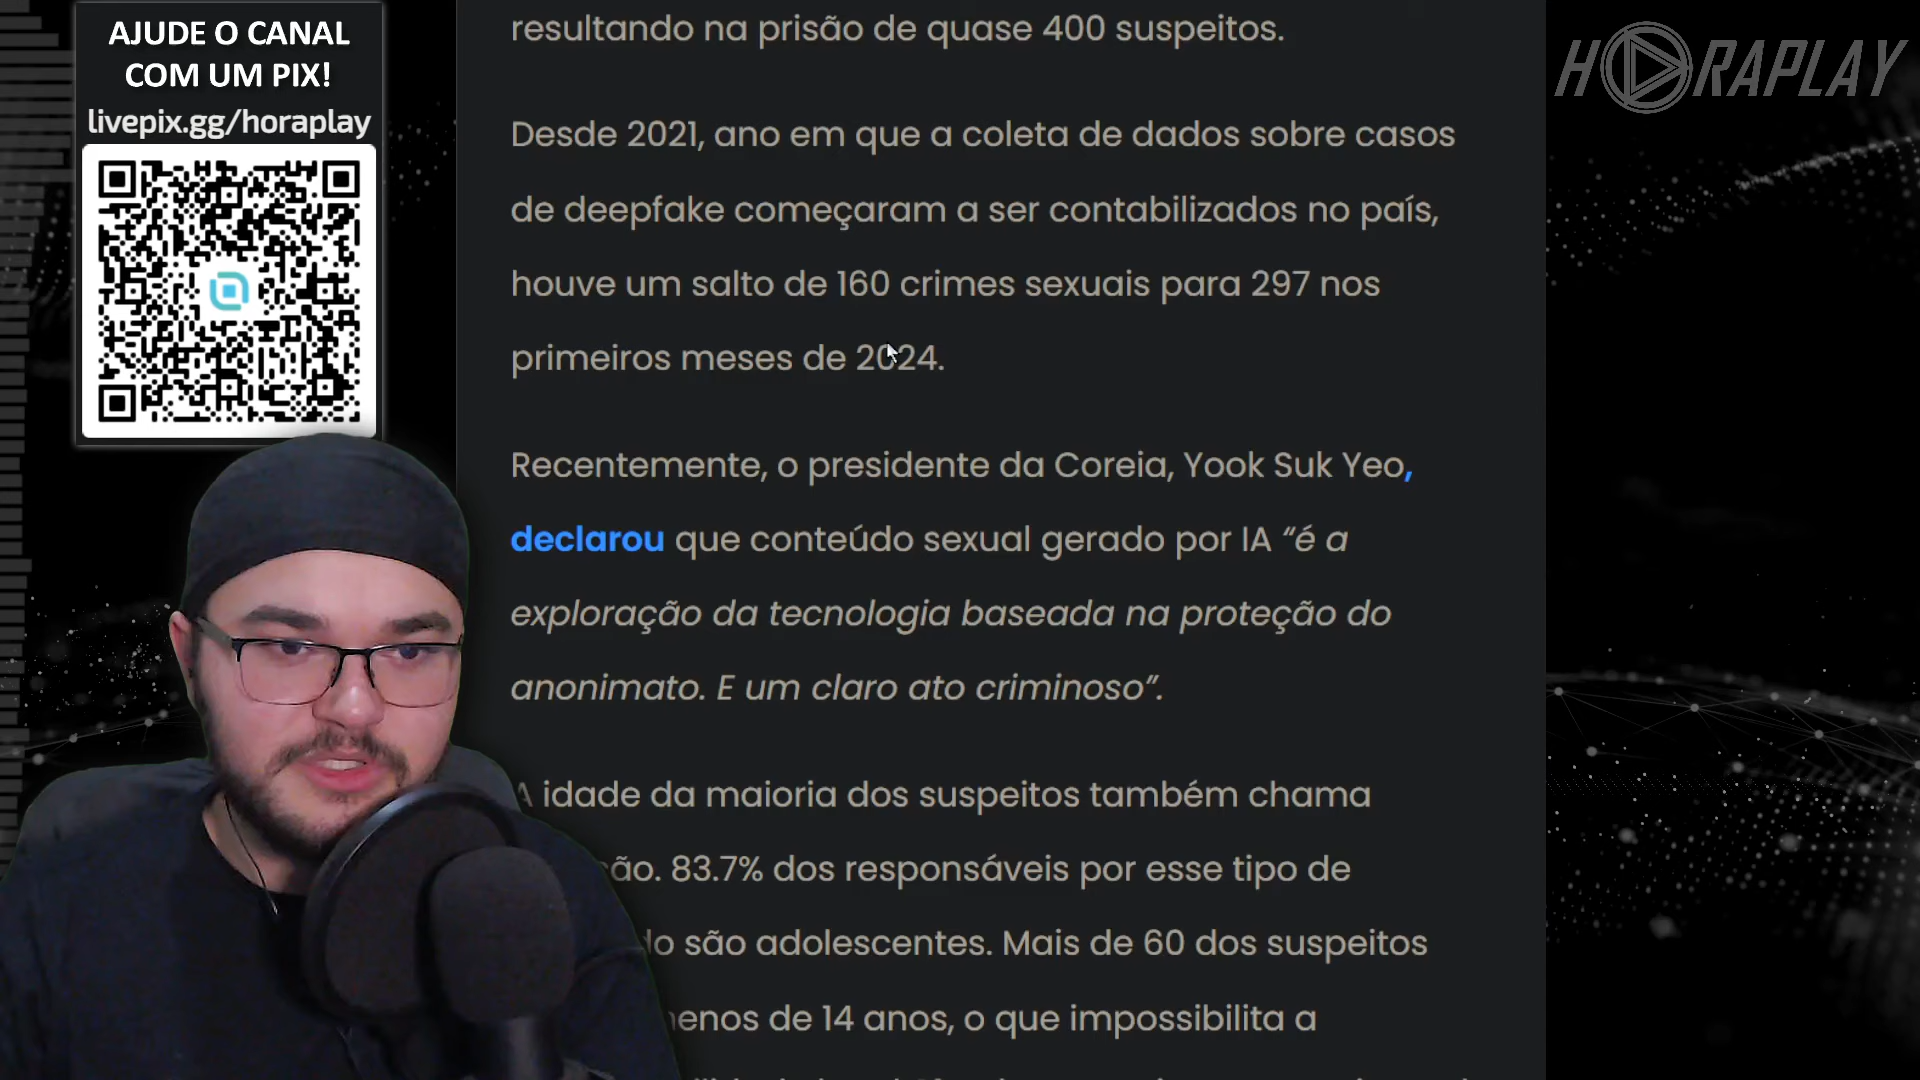 AJUDE O CANAL
COM UM PIX!
livepix.gg/horaplay
HORAPLAY
resultando na prisão de quase 400 suspeitos.
Desde 2021, ano em que a coleta de dados sobre casos
de deepfake começaram a ser contabilizados no país,
houve um salto de 160 crimes sexuais para 297 nos
primeiros meses de 2024.
Recentemente, o presidente da Coreia, Yook Suk Yeo,
declarou que conteúdo sexual gerado por IA “é a
exploração da tecnologia baseada na proteção do
anonimato. E um claro ato criminoso”.
A idade da maioria dos suspeitos também chama
83.7% dos responsáveis por esse tipo de
são adolescentes. Mais de 60 dos suspeitos
de 14 anos, o que impossibilita a